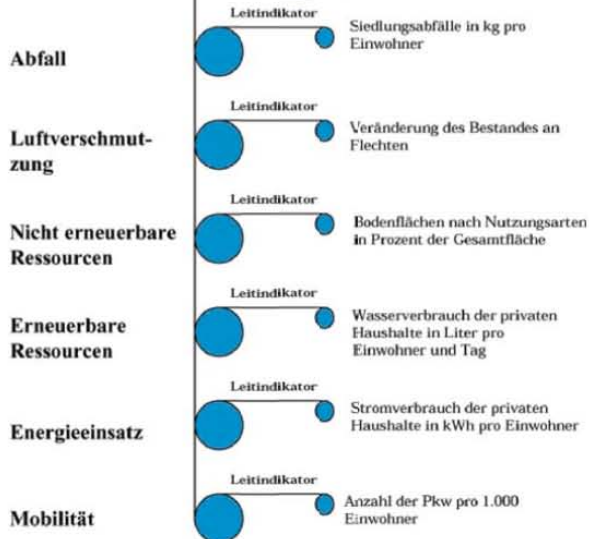 Leitindikator
Abfall
Siedlungsabfälle in kg pro
Einwohner
Leitindikator
Luftverschmut-
zung
Veränderung des Bestandes an
Flechten
Leitindikator
Nicht erneuerbare
Ressourcen
Bodenflächen nach Nutzungsarten
in Prozent der Gesamtfläche
Leitindikator
Erneuerbare
Ressourcen
Wasserverbrauch der privaten
Haushalte in Liter pro
Einwohner und Tag
Leitindikator
Energieeinsatz
Stromverbrauch der privaten
Haushalte in kWh pro Einwohner
Leitindikator
Mobilität
Anzahl der Pkw pro 1.000
Einwohner